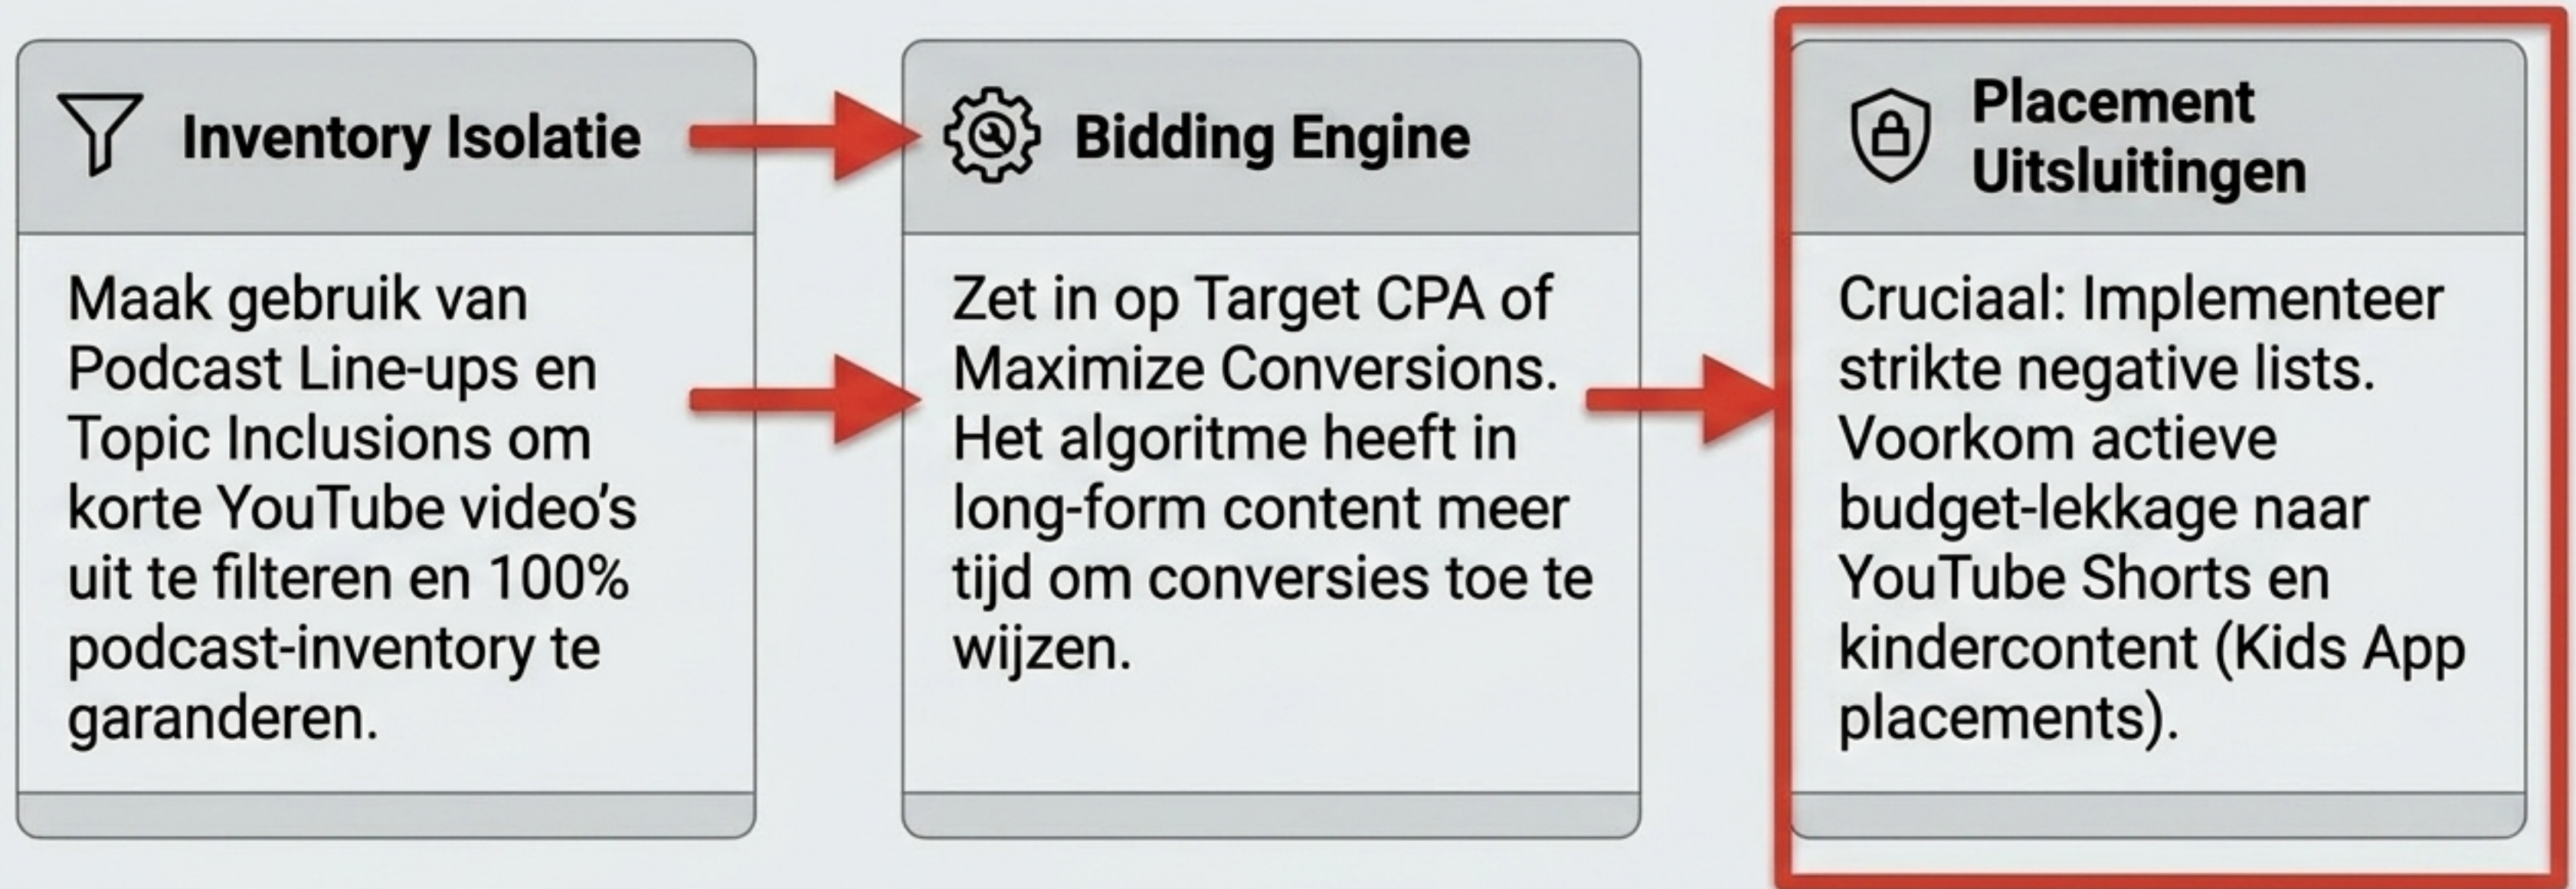 Inventory Isolatie
Maak gebruik van
Podcast Line-ups en
Topic Inclusions om
korte YouTube video’s
uit te filteren en 100%
podcast-inventory te
garanderen.
Bidding Engine
Zet in op Target CPA of
Maximize Conversions.
Het algoritme heeft in
long-form content meer
tijd om conversies toe te
wijzen.
Placement
Uitsluitingen
Cruciaal: Implementeer
strikte negative lists.
Voorkom actieve
budget-lekkage naar
YouTube Shorts en
kindercontent (Kids App
placements).